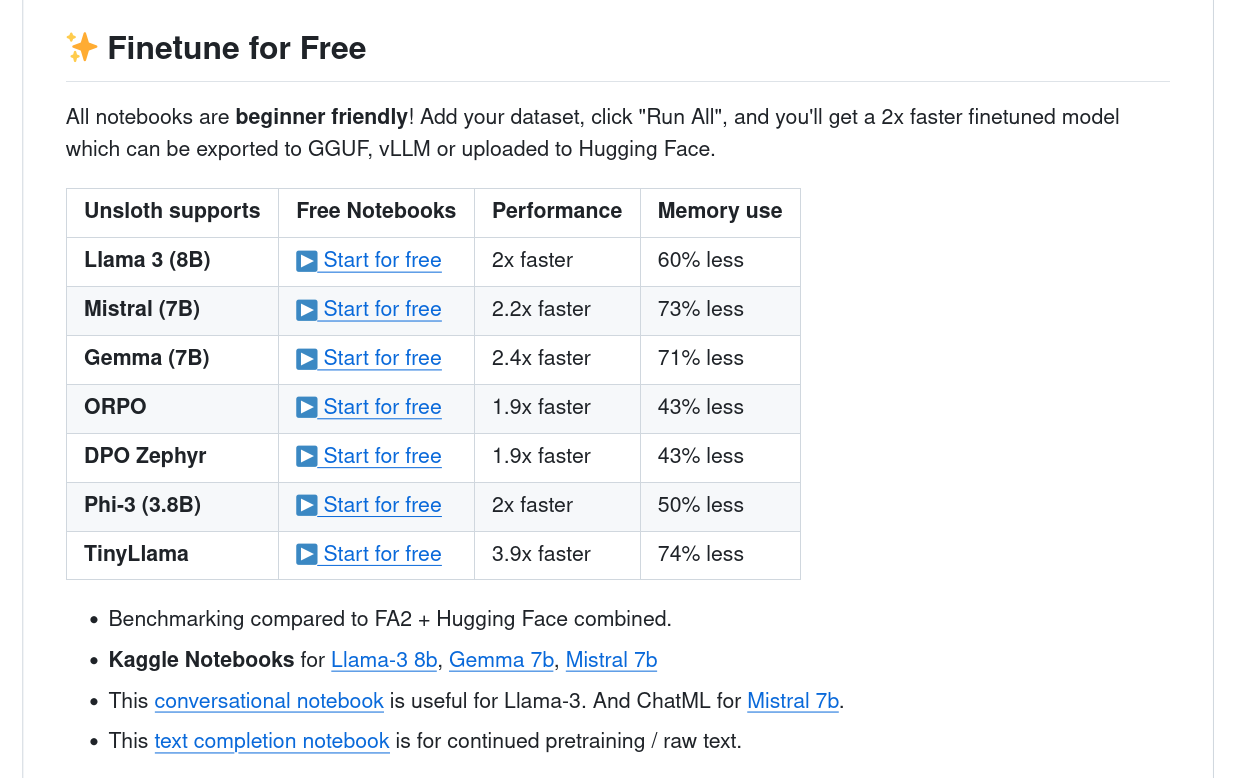 ✨ Finetune for Free
All notebooks are beginner friendly! Add your dataset, click "Run All", and you'll get a 2x faster finetuned model
which can be exported to GGUF, vLLM or uploaded to Hugging Face.
Unsloth supports Free Notebooks Performance Memory use
Llama 3 (8B) ▶️ Start for free 2x faster 60% less
Mistral (7B) ▶️ Start for free 2.2x faster 73% less
Gemma (7B) ▶️ Start for free 2.4x faster 71% less
ORPO ▶️ Start for free 1.9x faster 43% less
DPO Zephyr ▶️ Start for free 1.9x faster 43% less
Phi-3 (3.8B) ▶️ Start for free 2x faster 50% less
TinyLlama ▶️ Start for free 3.9x faster 74% less
• Benchmarking compared to FA2 + Hugging Face combined.
• Kaggle Notebooks for Llama-3 8b, Gemma 7b, Mistral 7b
• This conversational notebook is useful for Llama-3. And ChatML for Mistral 7b.
• This text completion notebook is for continued pretraining / raw text.